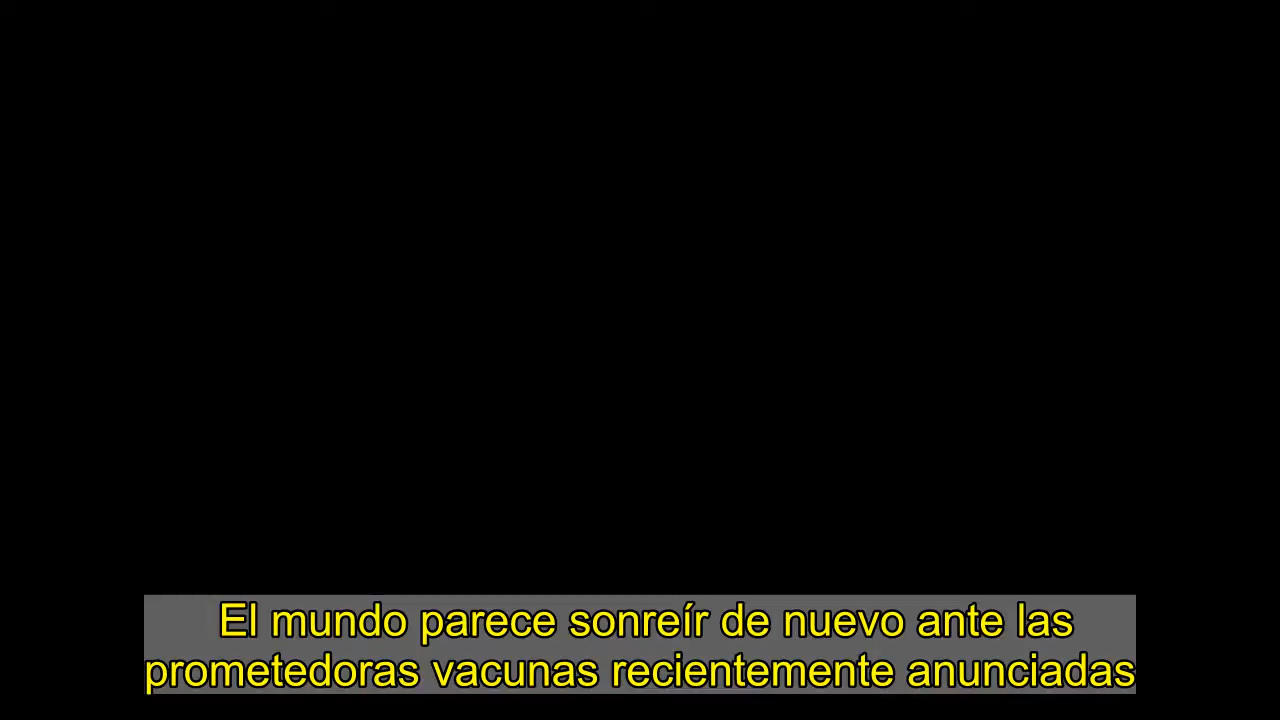 El mundo parece sonreír de nuevo ante las
prometedoras vacunas recientemente anunciadas